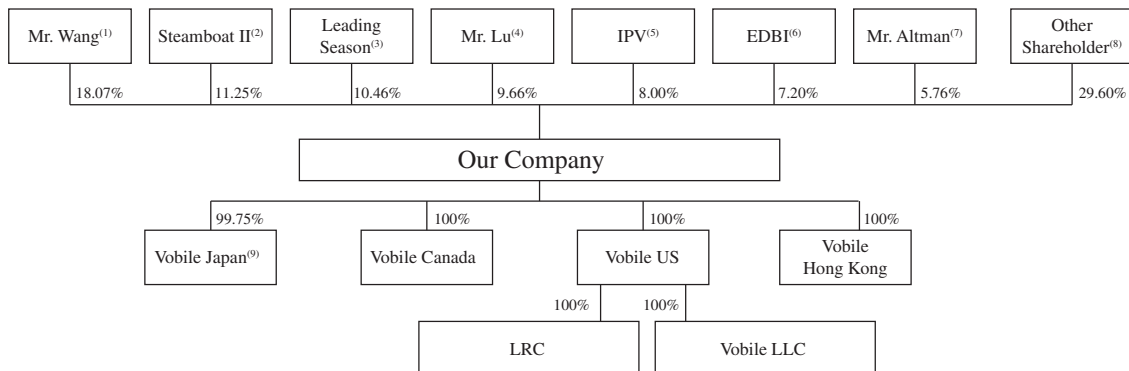 Mr. Wang(1)
Steamboat II(2)
Leading
Season(3)
Mr. Lu(4)
IPV(5)
EDBI(6)
Mr. Altman(7)
Other
Shareholder(8)
18.07%
11.25%
10.46%
9.66%
8.00%
7.20%
5.76%
29.60%
Our Company
99.75%
100%
100%
100%
Vobile Japan(9)
Vobile Canada
Vobile US
Vobile
Hong Kong
100%
100%
LRC
Vobile LLC